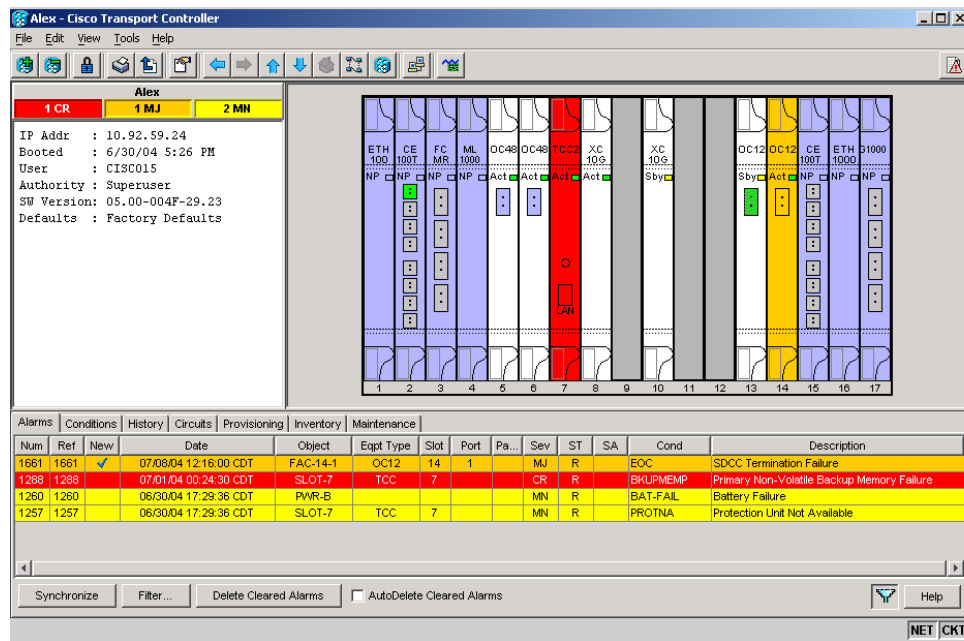 Alex - Cisco Transport Controller
File Edit View Tools Help
Alex
1 CR 1 MJ 2 MN
IP Addr : 10.92.59.24
Booted : 6/30/04 5:26 PM
User : CISCO15
Authority : Superuser
SW Version: 05.00-004F-29.23
Defaults : Factory Defaults
ETH 100 CE 100T FC MR ML 1000 OC48 OC48 TCC2 XC 10G XC 10G OC12 OC12 CE 100T ETH 1000 G1000
NP NP NP NP Act Act Act Act Sby Sby Act NP NP NP
LAN
1 2 3 4 5 6 7 8 9 10 11 12 13 14 15 16 17
Alarms Conditions History Circuits Provisioning Inventory Maintenance
Num Ref New Date Object Eqpt Type Slot Port Pa... Sev ST SA Cond Description
1661 1661 07/08/04 12:16:00 CDT FAC-14-1 OC12 14 1 MJ R EOC SDCC Termination Failure
1288 1288 07/01/04 00:24:30 CDT SLOT-7 TCC 7 CR R BKUPMEMP Primary Non-Volatile Backup Memory Failure
1260 1260 06/30/04 17:29:36 CDT PWR-B MN R BAT-FAIL Battery Failure
1257 1257 06/30/04 17:29:36 CDT SLOT-7 TCC 7 MN R PROTNA Protection Unit Not Available
Synchronize Filter... Delete Cleared Alarms AutoDelete Cleared Alarms Help
NET CKT